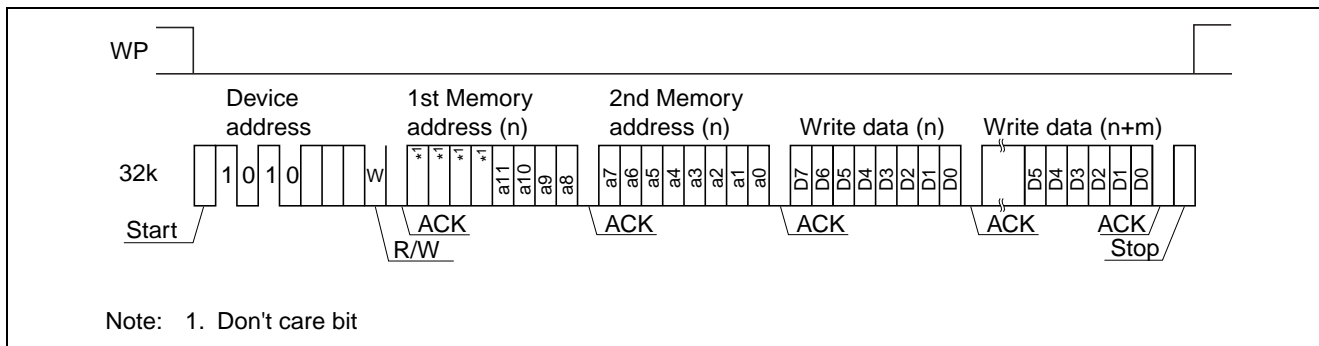 WP
Device address
1st Memory address (n)
2nd Memory address (n)
Write data (n)
Write data (n+m)
32k
1 0 1 0
W
*1 *1 *1 *1 a11 a10 a9 a8
a7 a6 a5 a4 a3 a2 a1 a0
D7 D6 D5 D4 D3 D2 D1 D0
D5 D4 D3 D2 D1 D0
Start
R/W
ACK
ACK
ACK
ACK
ACK
Stop
Note: 1. Don't care bit